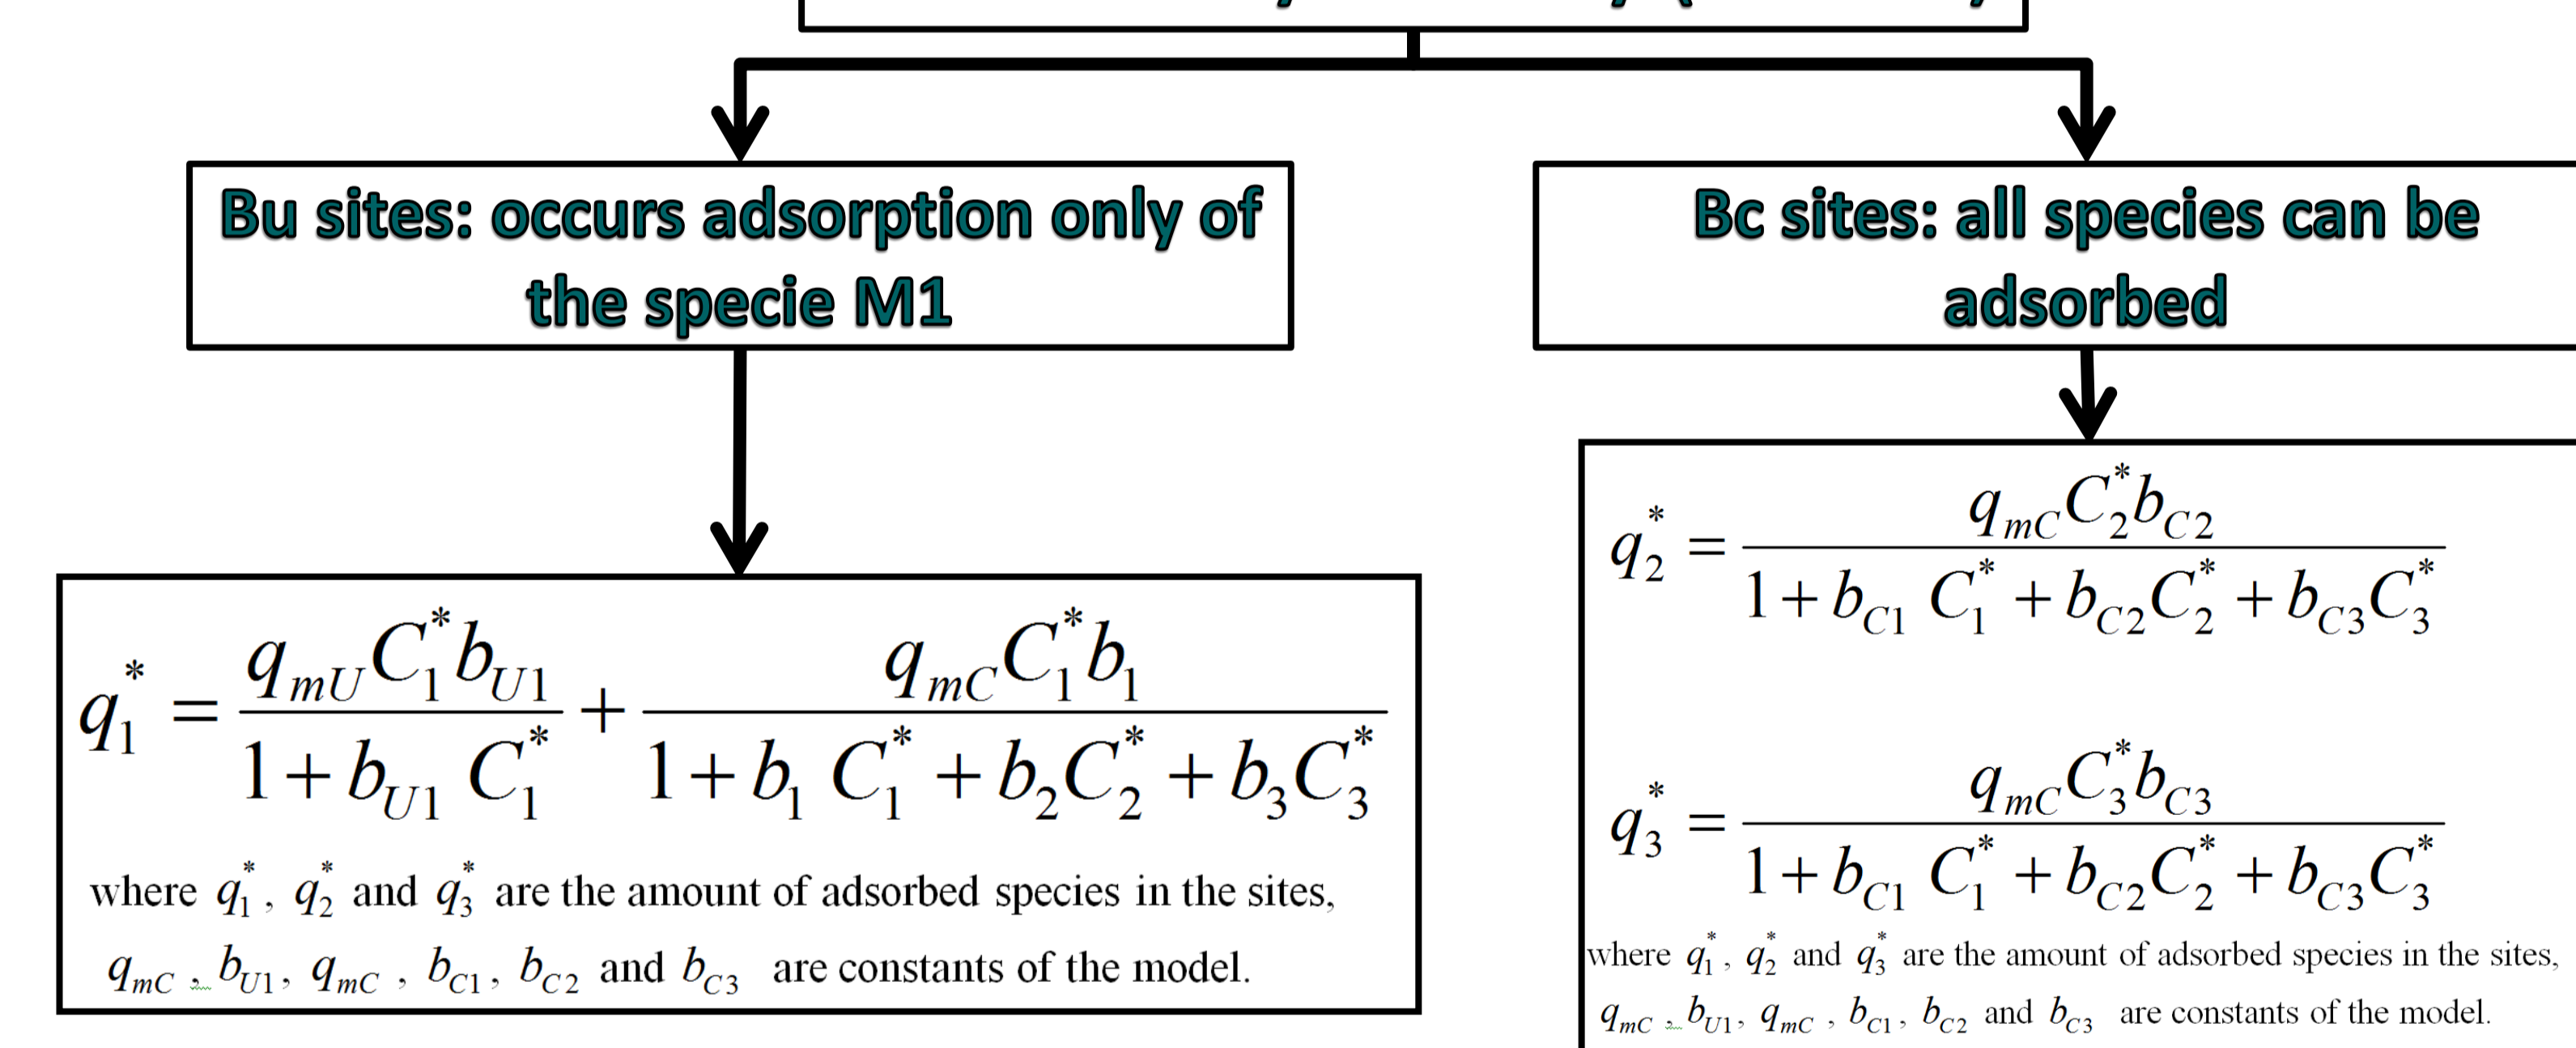 Bu sites: occurs adsorption only of
the specie M1
q₁* = qₘU C₁* bU1 / (1 + bU1 C₁*) + qₘC C₁* b₁ / (1 + b₁ C₁* + b₂ C₂* + b₃ C₃*)
where q₁*, q₂* and q₃* are the amount of adsorbed species in the sites,
qₘC , bU1, qₘC , bC1, bC2 and bC3 are constants of the model.
Bc sites: all species can be
adsorbed
q₂* = qₘC C₂* bC2 / (1 + bC1 C₁* + bC2 C₂* + bC3 C₃*)
q₃* = qₘC C₃* bC3 / (1 + bC1 C₁* + bC2 C₂* + bC3 C₃*)
where q₁*, q₂* and q₃* are the amount of adsorbed species in the sites,
qₘC , bU1, qₘC , bC1, bC2 and bC3 are constants of the model.